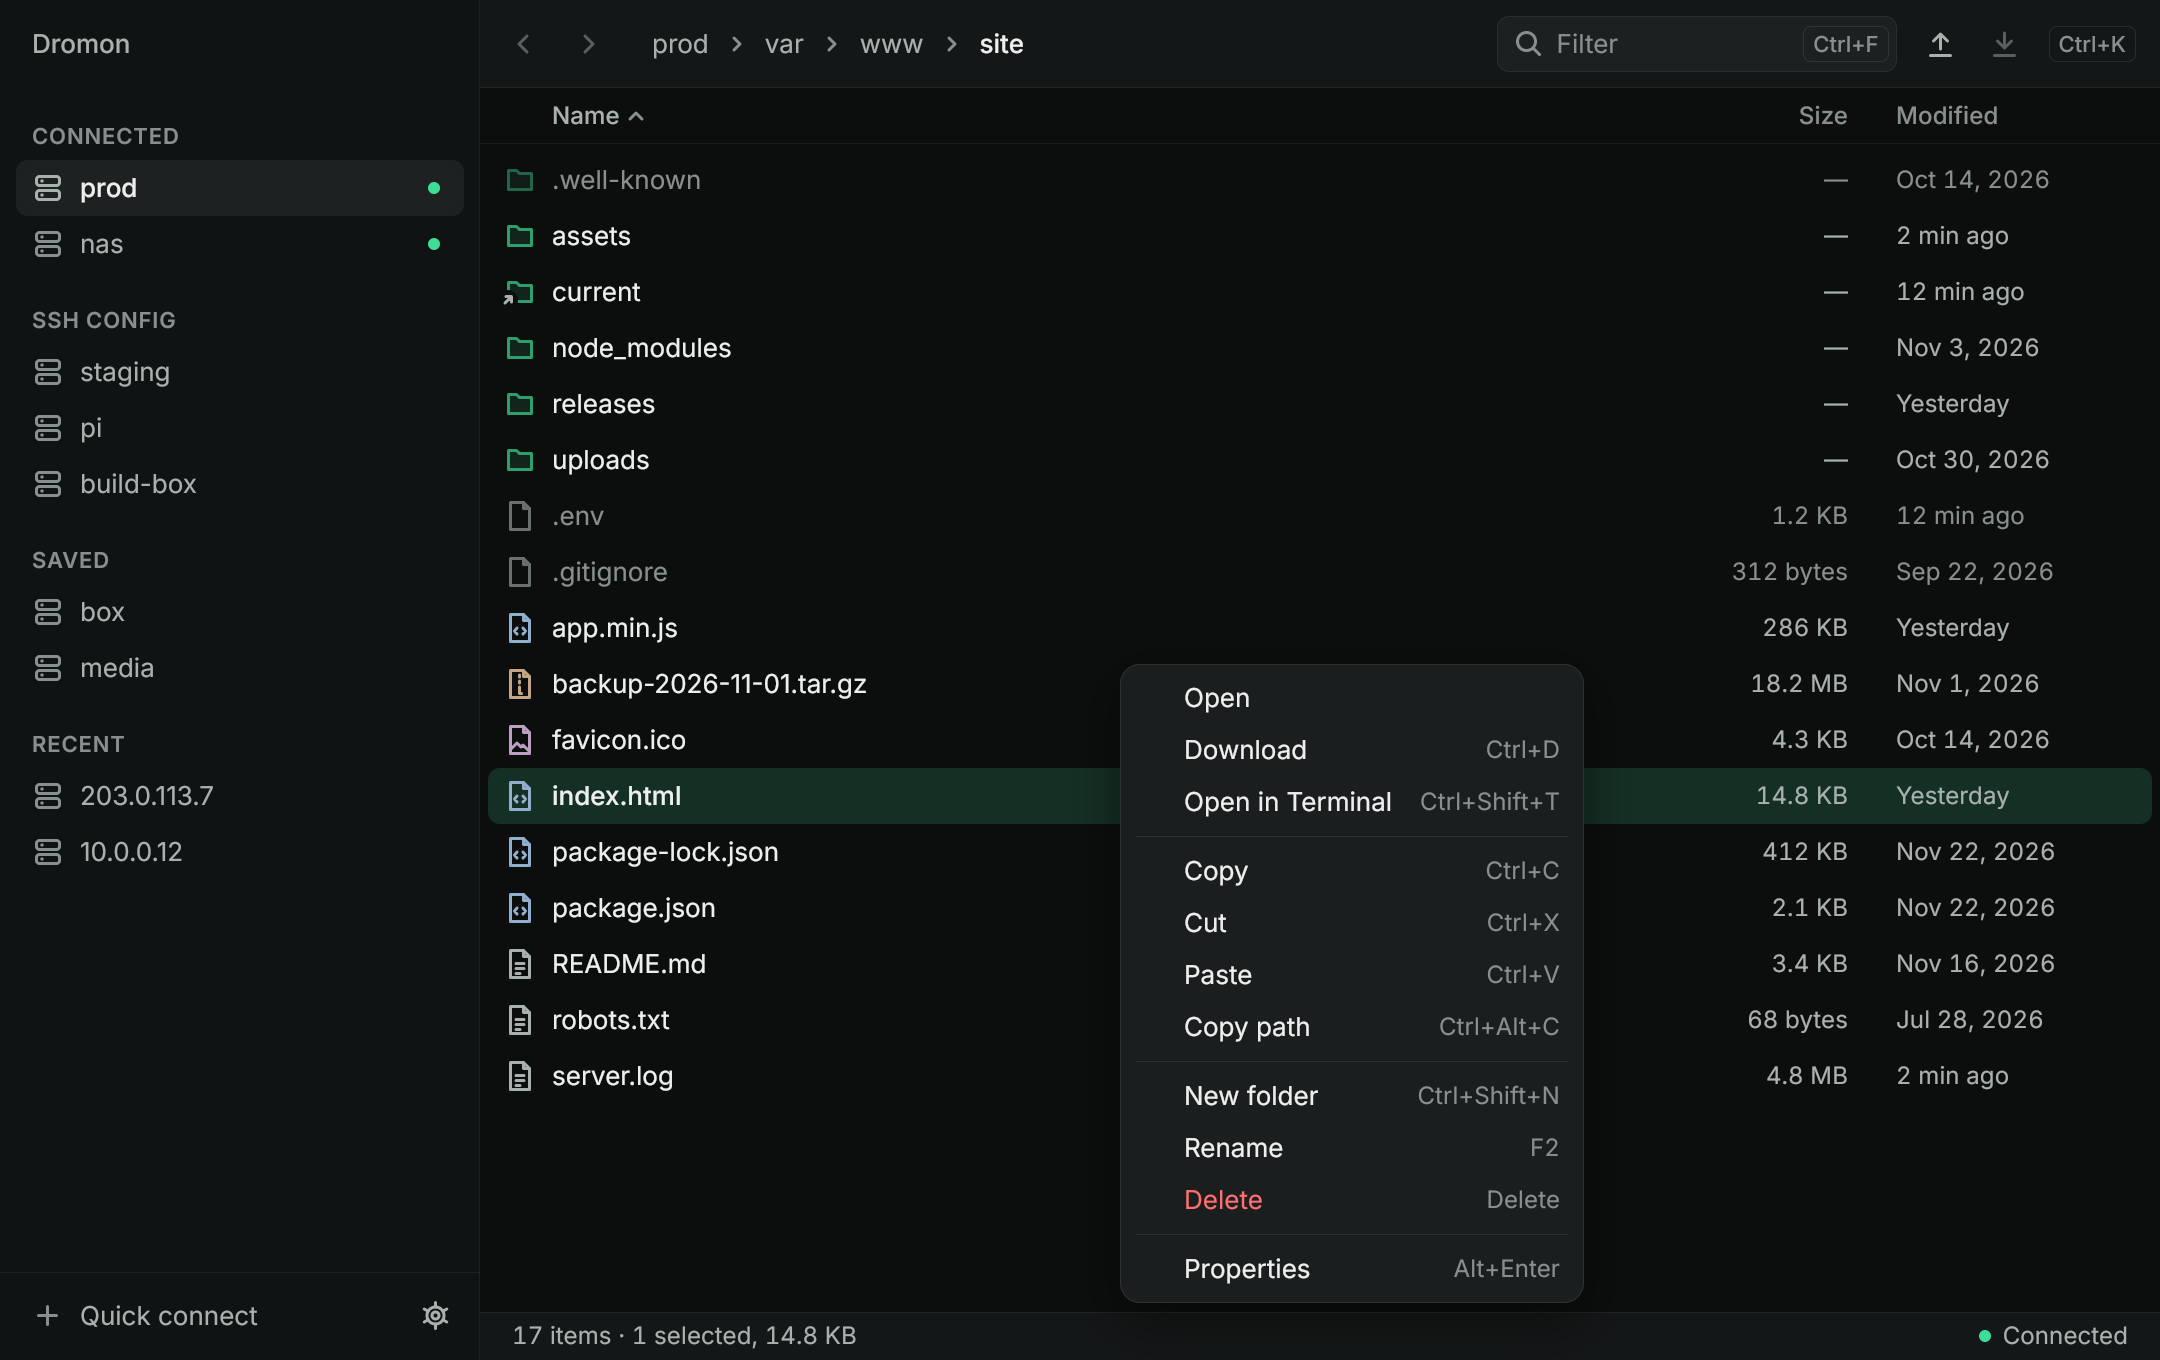 Dromon
CONNECTED
prod
nas
SSH CONFIG
staging
pi
build-box
SAVED
box
media
RECENT
203.0.113.7
10.0.0.12
Quick connect
prod var www site
Filter Ctrl+F
Ctrl+K
Name Size Modified
.well-known — Oct 14, 2026
assets — 2 min ago
current — 12 min ago
node_modules — Nov 3, 2026
releases — Yesterday
uploads — Oct 30, 2026
.env 1.2 KB 12 min ago
.gitignore 312 bytes Sep 22, 2026
app.min.js 286 KB Yesterday
backup-2026-11-01.tar.gz 18.2 MB Nov 1, 2026
favicon.ico 4.3 KB Oct 14, 2026
index.html 14.8 KB Yesterday
package-lock.json 412 KB Nov 22, 2026
package.json 2.1 KB Nov 22, 2026
README.md 3.4 KB Nov 16, 2026
robots.txt 68 bytes Jul 28, 2026
server.log 4.8 MB 2 min ago
Open
Download Ctrl+D
Open in Terminal Ctrl+Shift+T
Copy Ctrl+C
Cut Ctrl+X
Paste Ctrl+V
Copy path Ctrl+Alt+C
New folder Ctrl+Shift+N
Rename F2
Delete Delete
Properties Alt+Enter
17 items · 1 selected, 14.8 KB
Connected